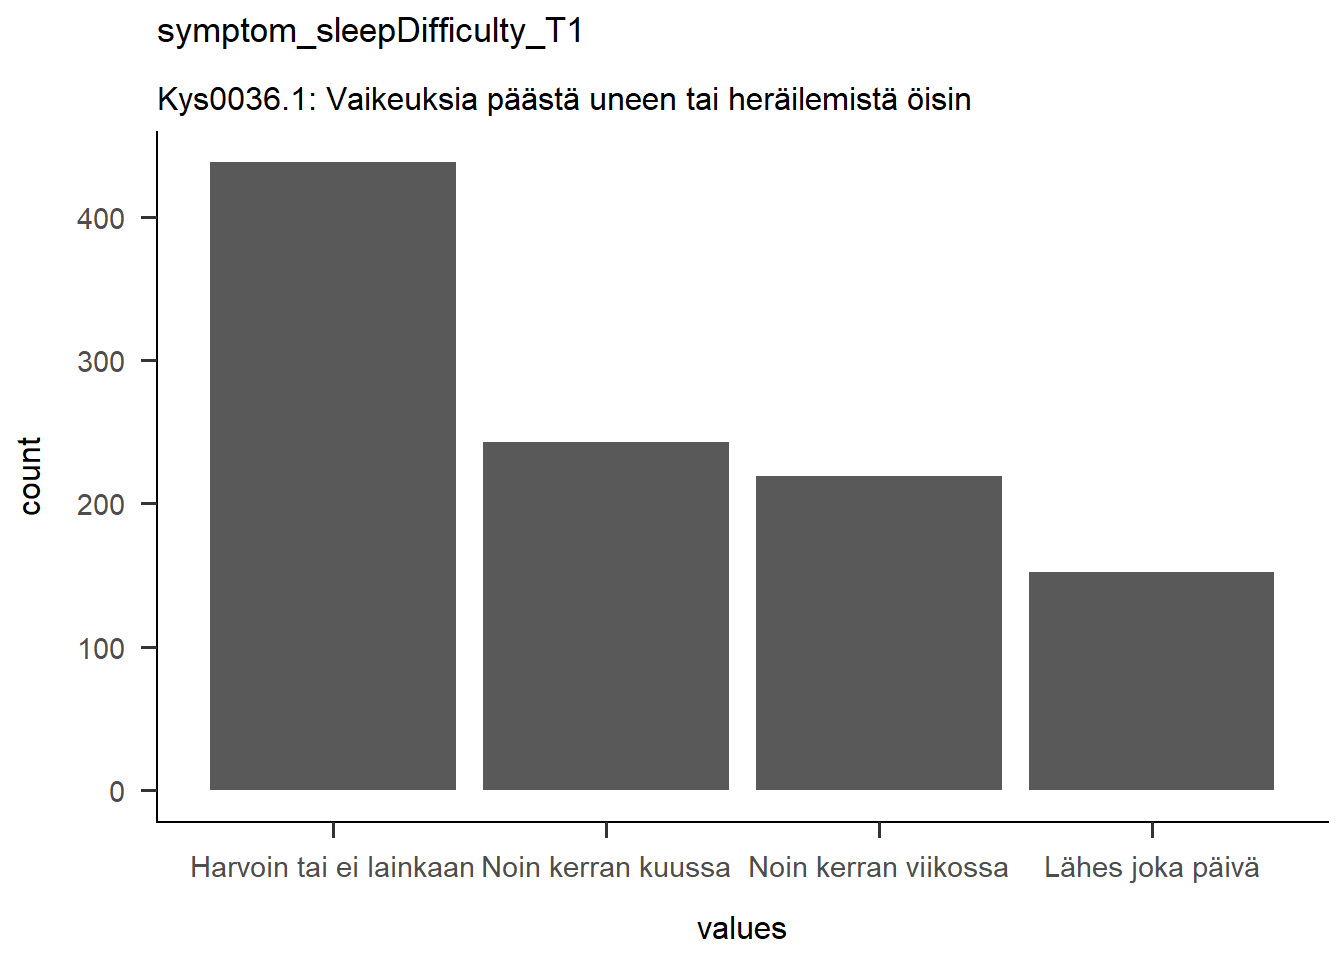 symptom_sleepDifficulty_T1
Kys0036.1: Vaikeuksia päästä uneen tai heräilemistä öisin
count
400
300
200
100
0
Harvoin tai ei lainkaan Noin kerran kuussa Noin kerran viikossa Lähes joka päivä
values